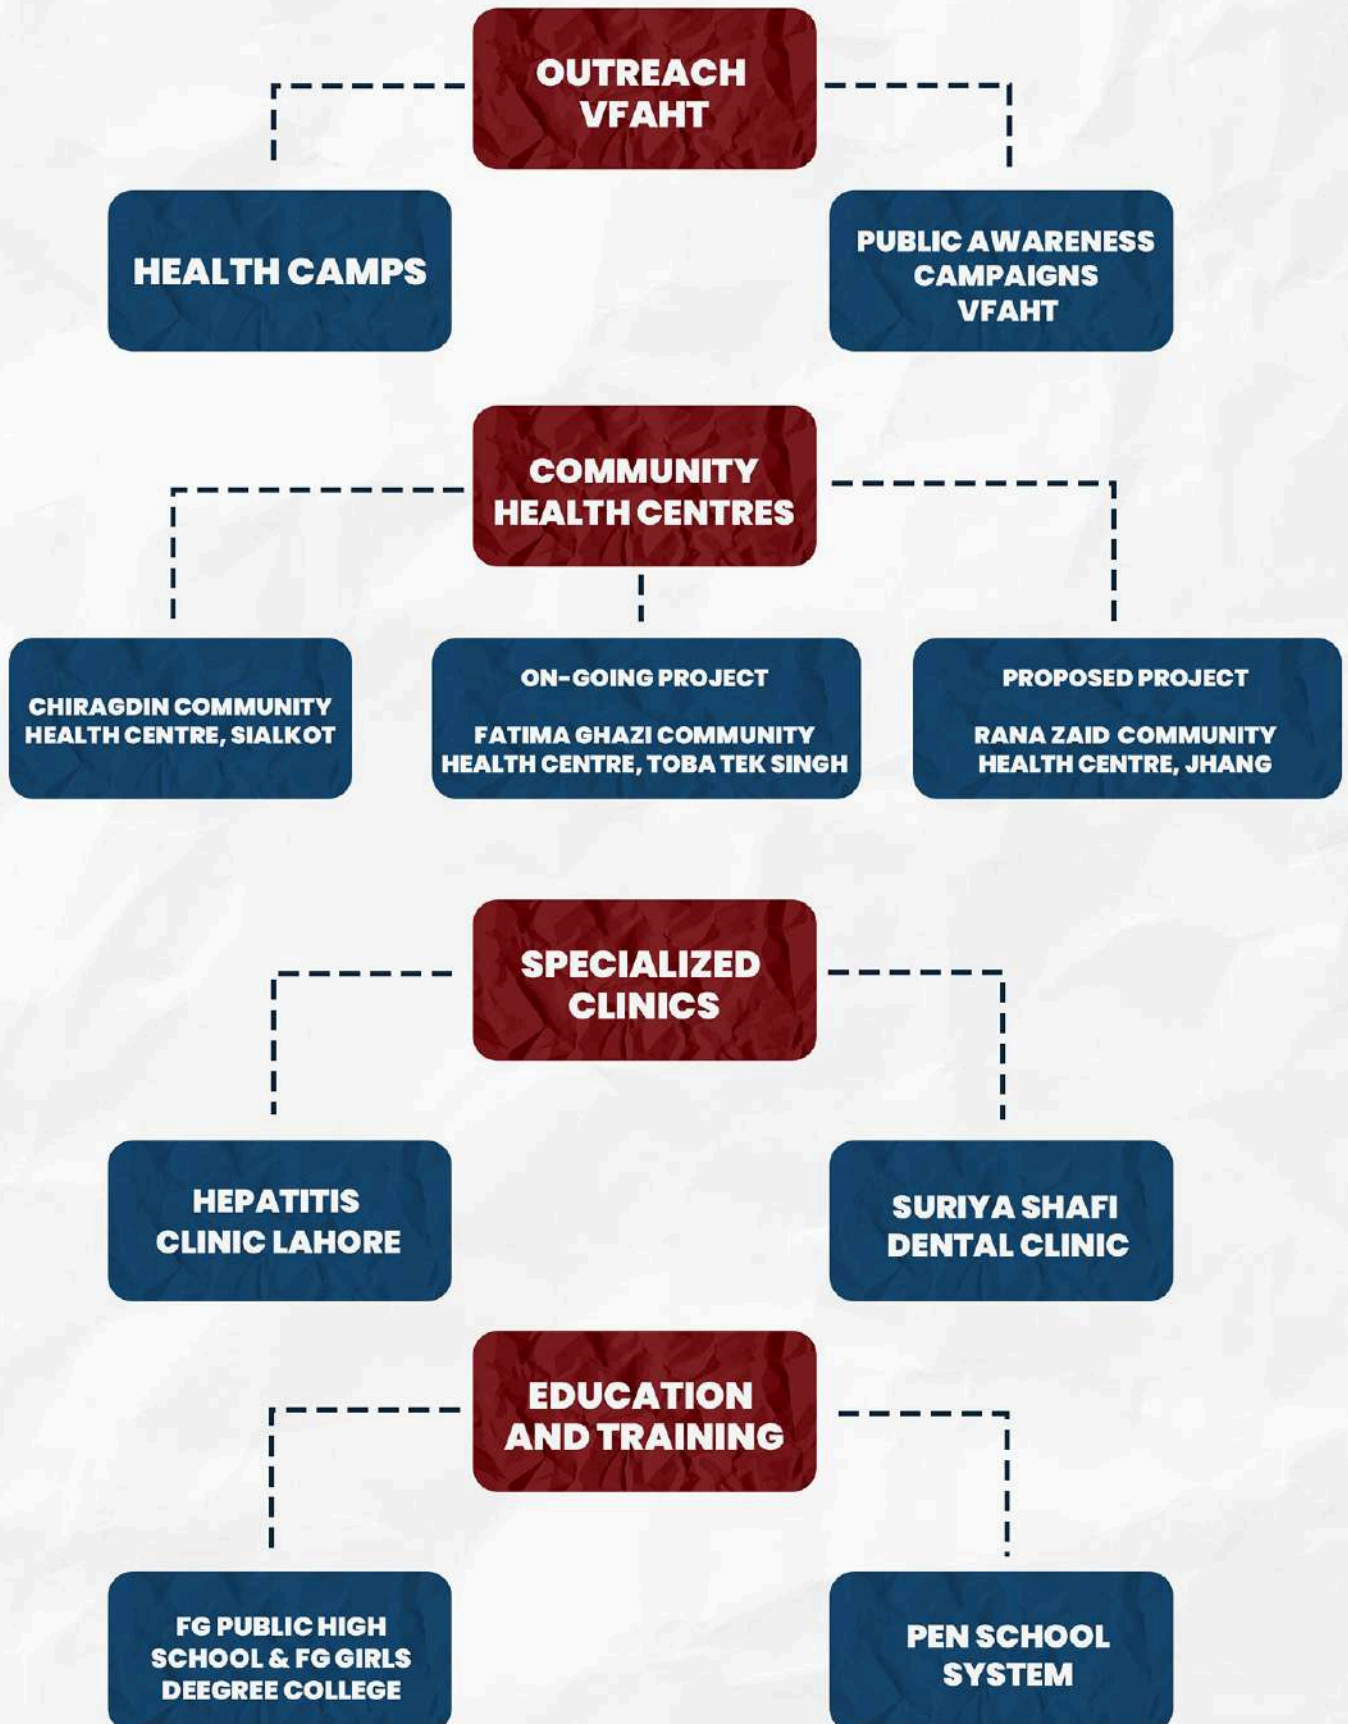 OUTREACH
VFAHT
HEALTH CAMPS
PUBLIC AWARENESS
CAMPAIGNS
VFAHT
COMMUNITY
HEALTH CENTRES
CHIRAGDIN COMMUNITY
HEALTH CENTRE, SIALKOT
ON-GOING PROJECT
FATIMA GHAZI COMMUNITY
HEALTH CENTRE, TOBA TEK SINGH
PROPOSED PROJECT
RANA ZAID COMMUNITY
HEALTH CENTRE, JHANG
SPECIALIZED
CLINICS
HEPATITIS
CLINIC LAHORE
SURIYA SHAFI
DENTAL CLINIC
EDUCATION
AND TRAINING
FG PUBLIC HIGH
SCHOOL & FG GIRLS
DEEGREE COLLEGE
PEN SCHOOL
SYSTEM